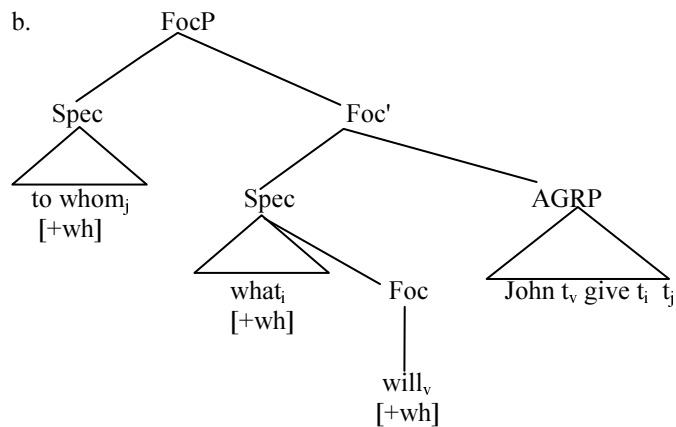 b.
FocP
Spec Foc'
to whomj
[+wh]
Spec AGRP
whati
[+wh]
Foc
John tv give ti tj
willv
[+wh]